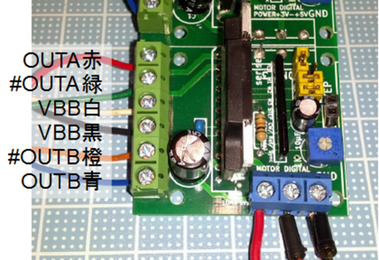 MOTOR DIGITAL
POWER+3V-+5VGND
OUTA赤
#OUTA緑
VBB白
VBB黒
#OUTB橙
OUTB青
MOTOR DIGITAL